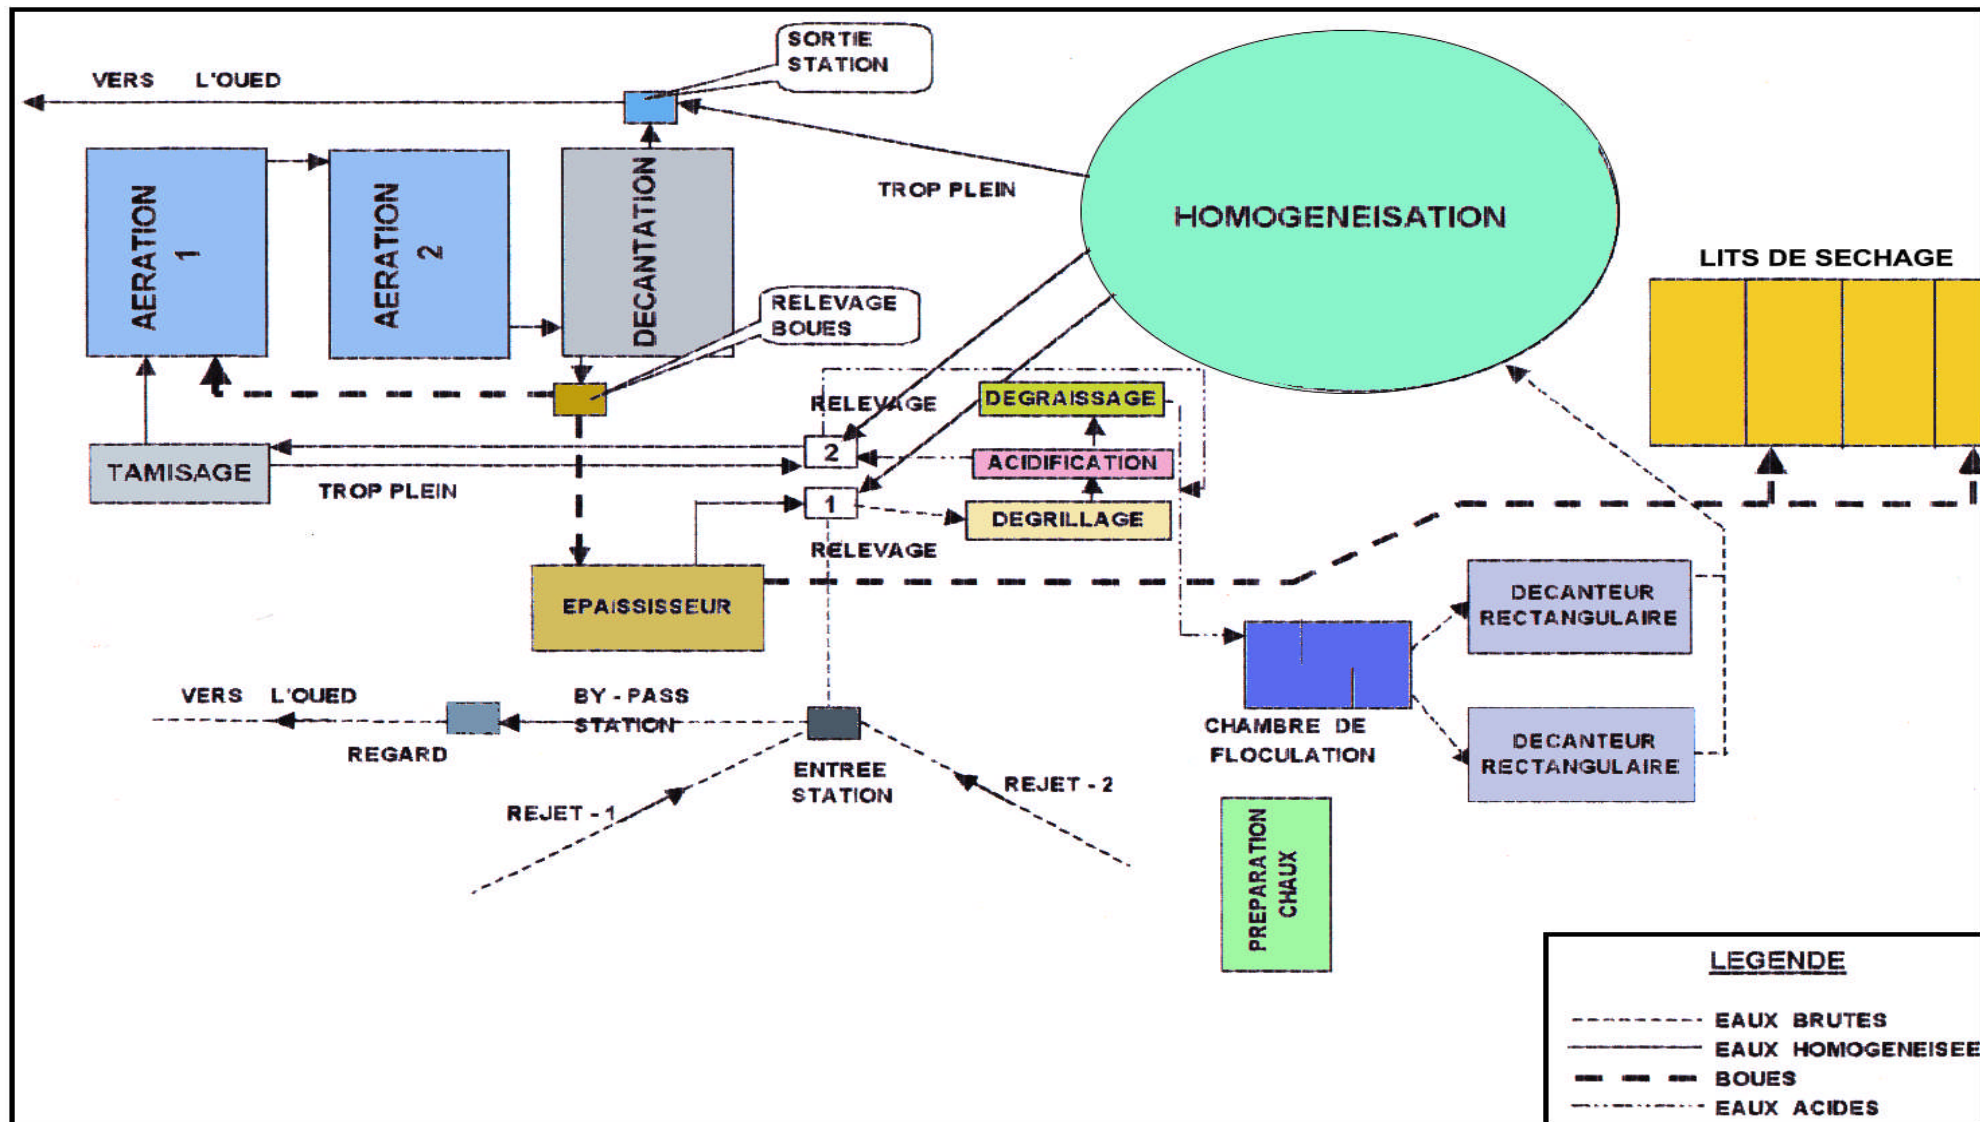 SORTIE
STATION
VERS L'OUED
TROP PLEIN
HOMOGENEISATION
AERATION
1
AERATION
2
DECANTATION
LITS DE SECHAGE
RELEVAGE
BOUES
RELEVAGE
DEGRAISSAGE
2
ACIDIFICATION
TAMISAGE
TROP PLEIN
1
DEGRILLAGE
RELEVAGE
EPAISSISSEUR
DECANTEUR
RECTANGULAIRE
VERS L'OUED
BY - PASS
STATION
REGARD
ENTREE
STATION
REJET - 1
REJET - 2
CHAMBRE DE
FLOCULATION
DECANTEUR
RECTANGULAIRE
PREPARATION
CHAUX
LEGENDE
EAUX BRUTES
EAUX HOMOGENEISEE
BOUES
EAUX ACIDES